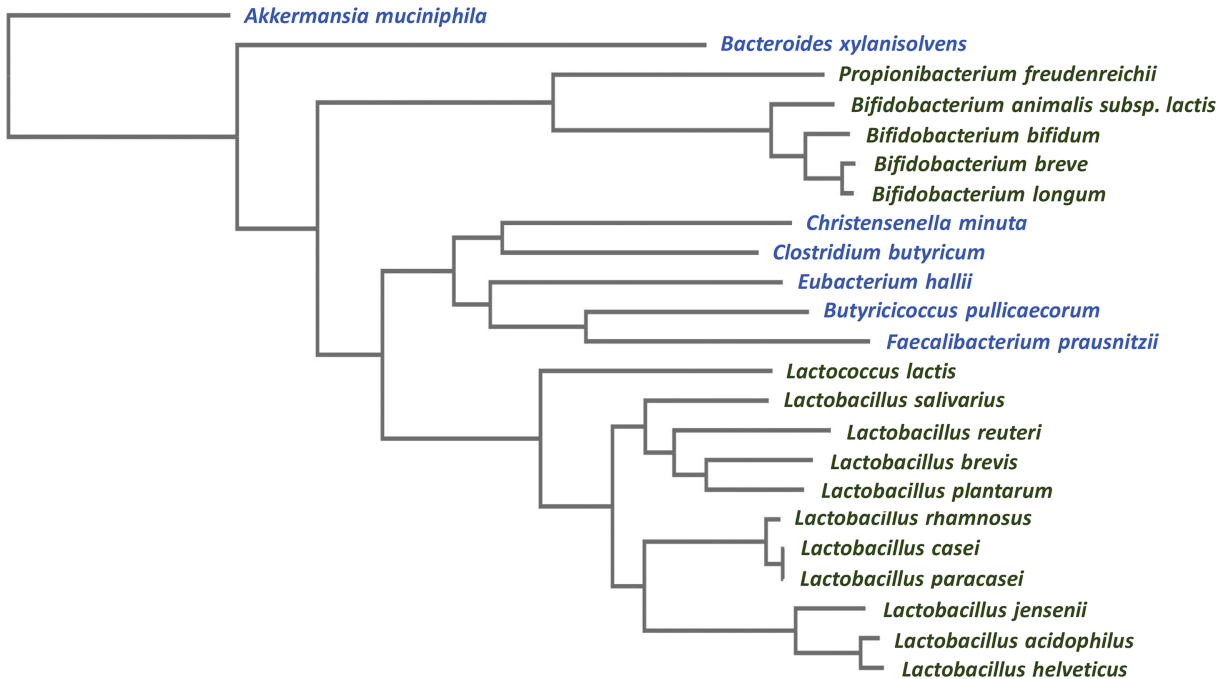 Akkermansia muciniphila
Bacteroides xylanisolvens
Propionibacterium freudenreichii
Bifidobacterium animalis subsp. lactis
Bifidobacterium bifidum
Bifidobacterium breve
Bifidobacterium longum
Christensenella minuta
Clostridium butyricum
Eubacterium hallii
Butyricicoccus pullicaecorum
Faecalibacterium prausnitzii
Lactococcus lactis
Lactobacillus salivarius
Lactobacillus reuteri
Lactobacillus brevis
Lactobacillus plantarum
Lactobacillus rhamnosus
Lactobacillus casei
Lactobacillus paracasei
Lactobacillus jensenii
Lactobacillus acidophilus
Lactobacillus helveticus